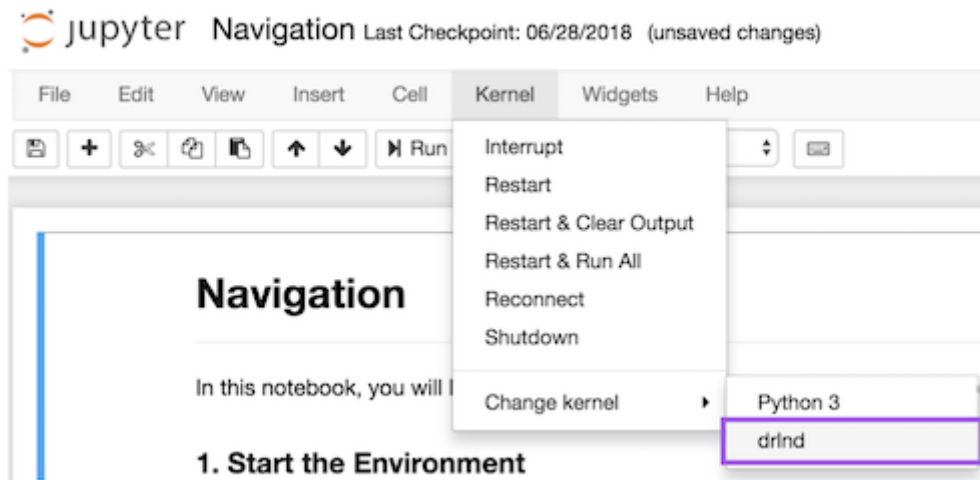 jupyter Navigation Last Checkpoint: 06/28/2018 (unsaved changes)
File Edit View Insert Cell Kernel Widgets Help
Run
Interrupt
Restart
Restart & Clear Output
Restart & Run All
Reconnect
Shutdown
Change kernel
Python 3
drlnd
Navigation
In this notebook, you will
1. Start the Environment